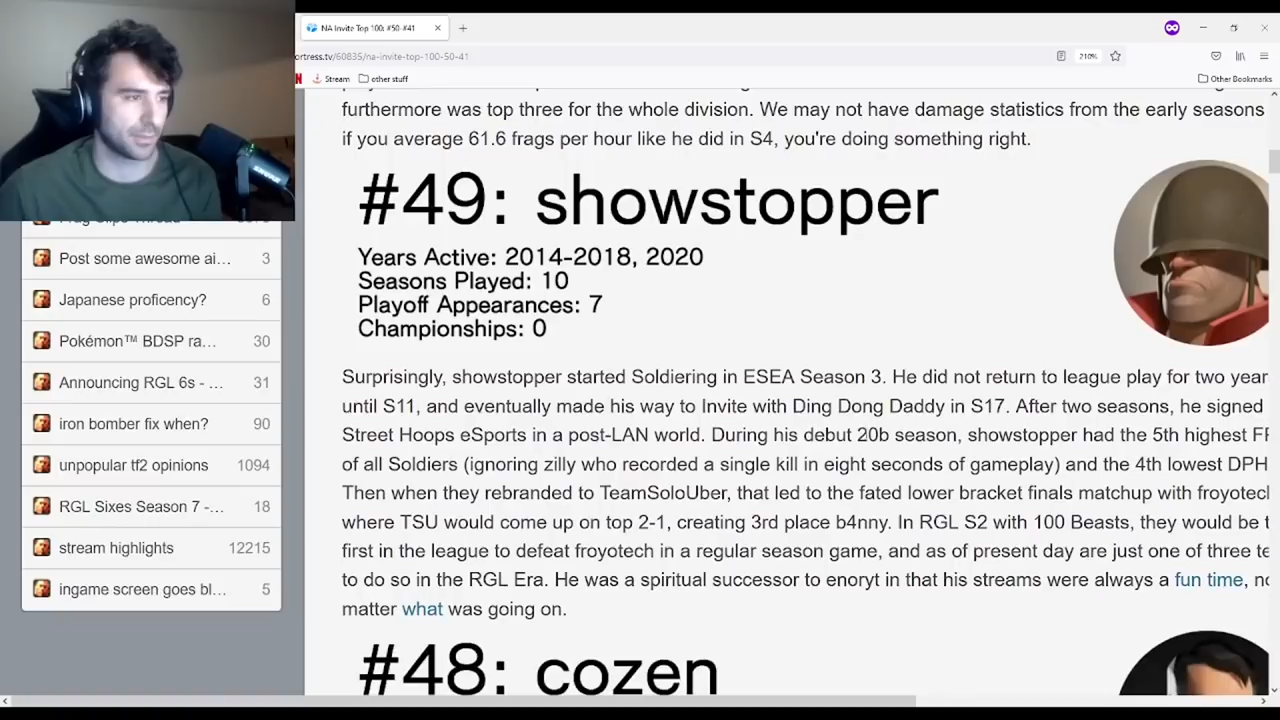 NA Invite Top 100: #50-#41
ortress.tv/60835/na-invite-top-100-50-41
210%
Stream
other stuff
Other Bookmarks
furthermore was top three for the whole division. We may not have damage statistics from the early seasons
if you average 61.6 frags per hour like he did in S4, you're doing something right.
#49: showstopper
Years Active: 2014-2018, 2020
Seasons Played: 10
Playoff Appearances: 7
Championships: 0
Surprisingly, showstopper started Soldiering in ESEA Season 3. He did not return to league play for two year
until S11, and eventually made his way to Invite with Ding Dong Daddy in S17. After two seasons, he signed
Street Hoops eSports in a post-LAN world. During his debut 20b season, showstopper had the 5th highest F
of all Soldiers (ignoring zilly who recorded a single kill in eight seconds of gameplay) and the 4th lowest DPH
Then when they rebranded to TeamSoloUber, that led to the fated lower bracket finals matchup with froyotec
where TSU would come up on top 2-1, creating 3rd place b4nny. In RGL S2 with 100 Beasts, they would be t
first in the league to defeat froyotech in a regular season game, and as of present day are just one of three te
to do so in the RGL Era. He was a spiritual successor to enoryt in that his streams were always a fun time, no
matter what was going on.
#48: cozen
Post some awesome ai... 3
Japanese proficency? 6
Pokémon™ BDSP ra... 30
Announcing RGL 6s - ... 31
iron bomber fix when? 90
unpopular tf2 opinions 1094
RGL Sixes Season 7 -... 18
stream highlights 12215
ingame screen goes bl... 5